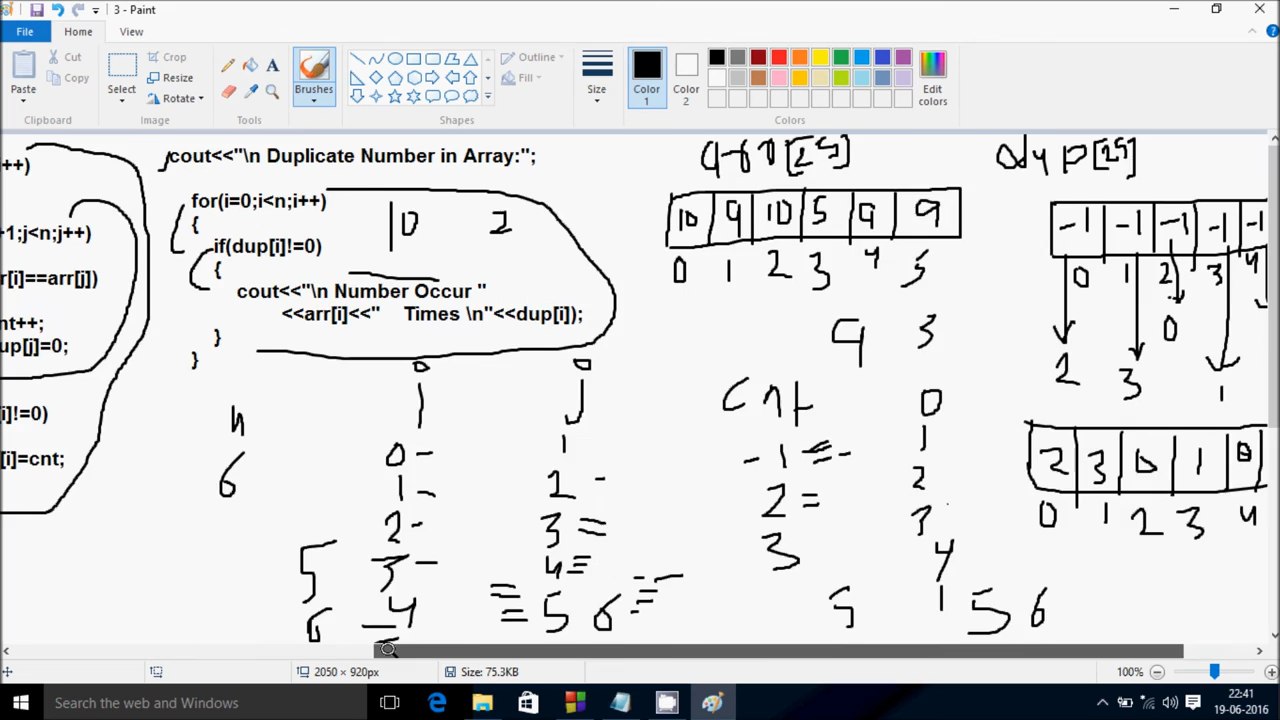 3 - Paint
File Home View
Paste
Cut
Copy
Clipboard
Select
Crop
Resize
Rotate
Image
Tools
Brushes
Shapes
Outline
Fill
Size
Color 1
Color 2
Colors
Edit colors
++)
+1;j<n;j++)
r[i]==arr[j])
nt++;
up[j]=0;
i]!=0)
[i]=cnt;
cout<<"\n Duplicate Number in Array:";
for(i=0;i<n;i++)
{
if(dup[i]!=0)
{
cout<<"\n Number Occur "
<<arr[i]<<" Times \n"<<dup[i]);
}
}
10 2
10 9 10 5 9 9
0 1 2 3 4 5
9 3
-1 -1 -1 -1 -1
0 1 2 3 4
2 3 0 1
2 3 0 1 0
0 1 2 3 4
n
6
i j
0 1 2 3 4
5 6
1 2 3 4 5 6
cnt
1 2 3
0 1 2 3 4
5 1 5 6
2050 × 920px
Size: 75.3KB
100%
Search the Web and Windows
22:41
19-06-2016